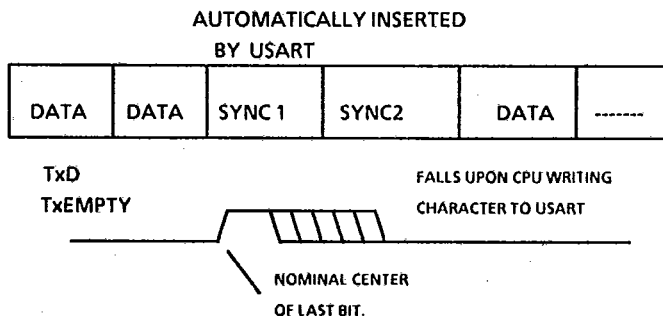 AUTOMATICALLY INSERTED
BY USART
DATA DATA SYNC 1 SYNC2 DATA -------
TxD
TxEMPTY
FALLS UPON CPU WRITING
CHARACTER TO USART
NOMINAL CENTER
OF LAST BIT.